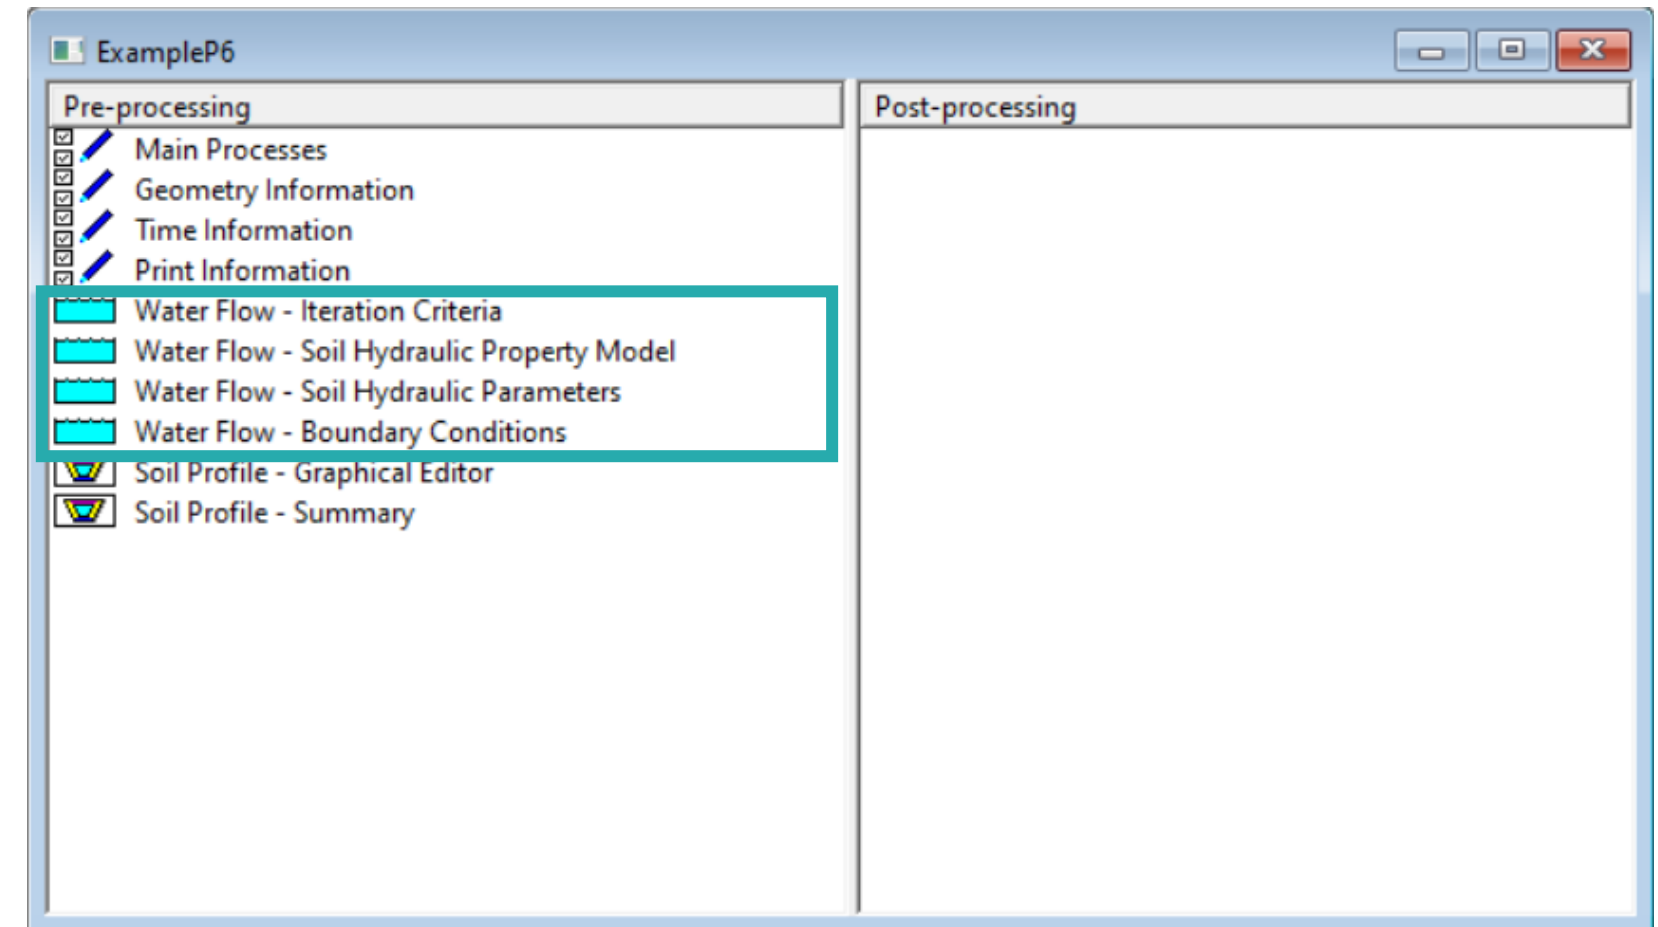 ExampleP6
Pre-processing
Post-processing
Main Processes
Geometry Information
Time Information
Print Information
Water Flow - Iteration Criteria
Water Flow - Soil Hydraulic Property Model
Water Flow - Soil Hydraulic Parameters
Water Flow - Boundary Conditions
Soil Profile - Graphical Editor
Soil Profile - Summary